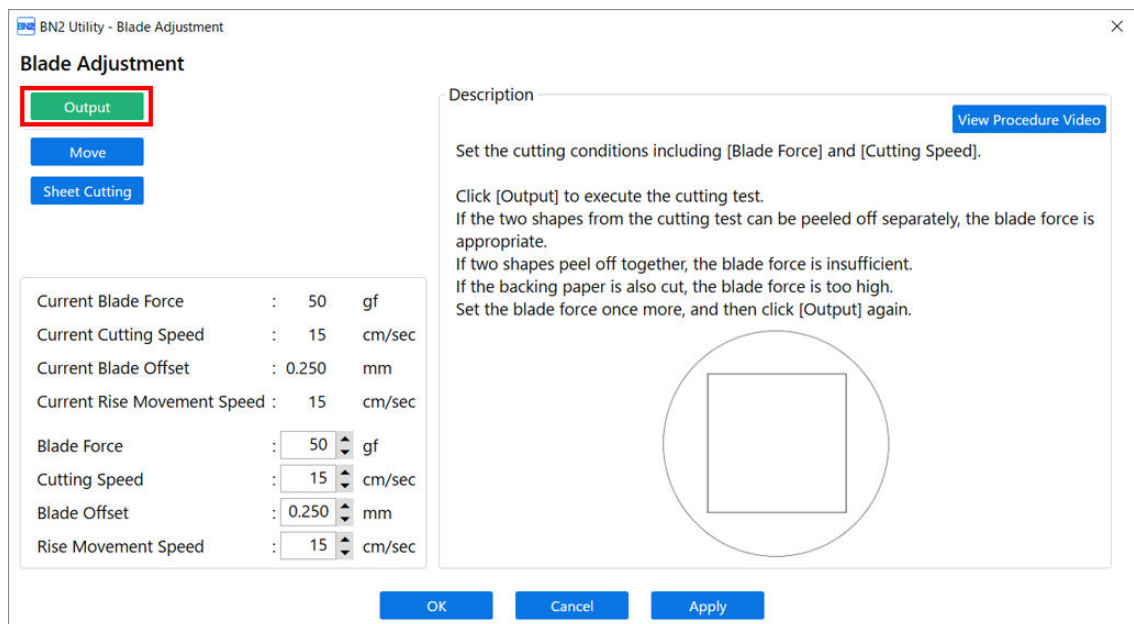 BN2 BN2 Utility - Blade Adjustment
Blade Adjustment
Output
Move
Sheet Cutting
Current Blade Force : 50 gf
Current Cutting Speed : 15 cm/sec
Current Blade Offset : 0.250 mm
Current Rise Movement Speed : 15 cm/sec
Blade Force : 50 gf
Cutting Speed : 15 cm/sec
Blade Offset : 0.250 mm
Rise Movement Speed : 15 cm/sec
Description
View Procedure Video
Set the cutting conditions including [Blade Force] and [Cutting Speed].
Click [Output] to execute the cutting test.
If the two shapes from the cutting test can be peeled off separately, the blade force is
appropriate.
If two shapes peel off together, the blade force is insufficient.
If the backing paper is also cut, the blade force is too high.
Set the blade force once more, and then click [Output] again.
OK Cancel Apply